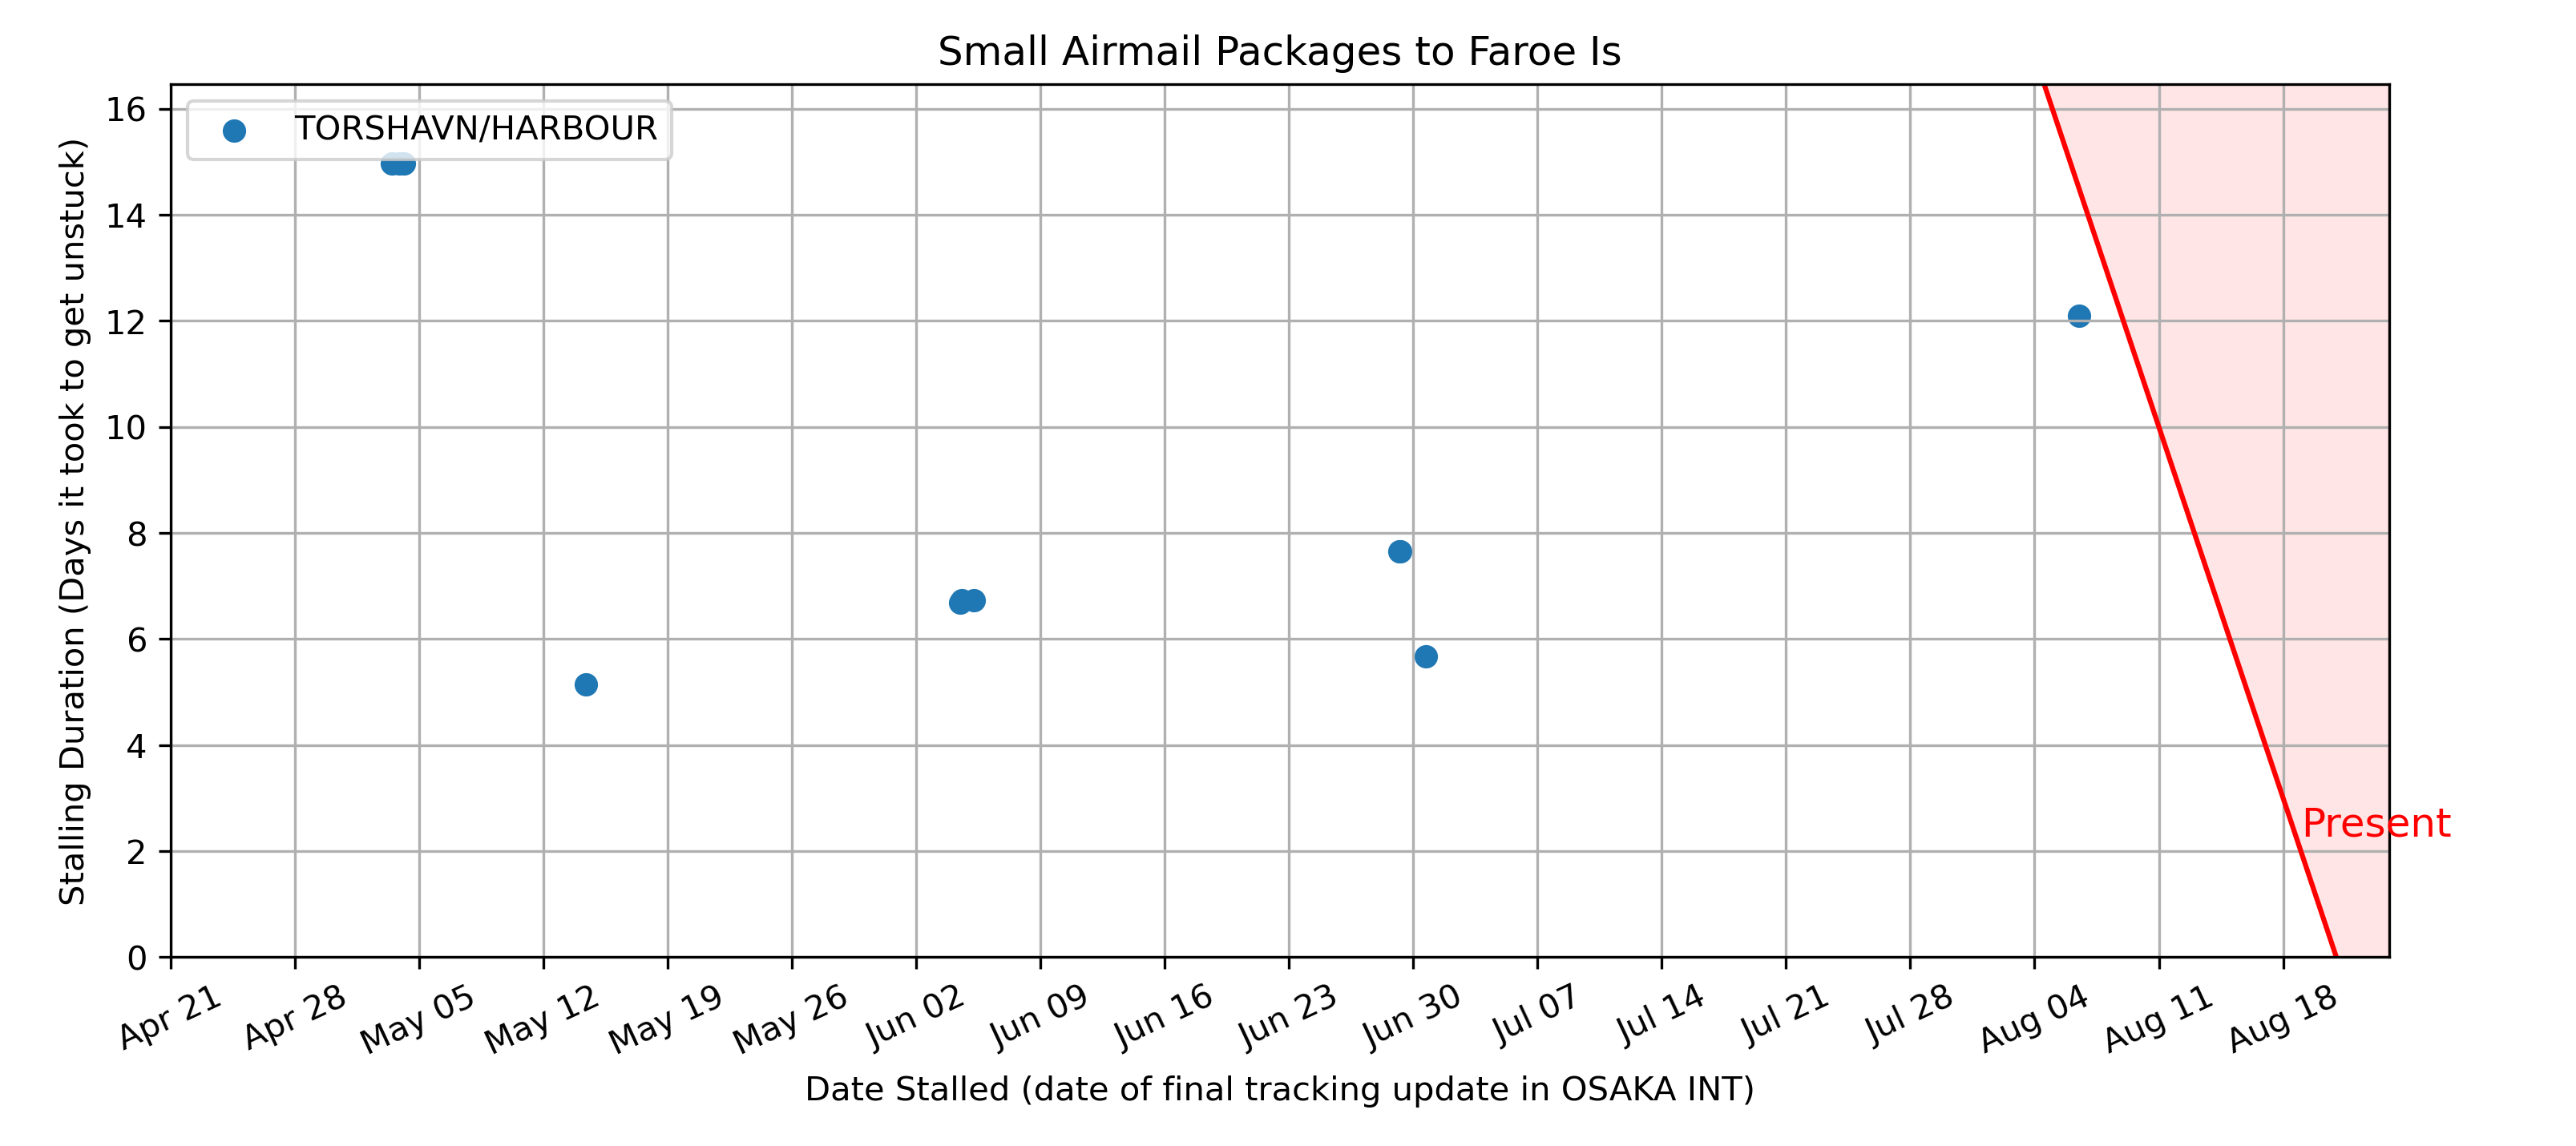 Small Airmail Packages to Faroe Is
TORSHAVN/HARBOUR
Stalling Duration (Days it took to get unstuck)
16
14
12
10
8
6
4
2
0
Present
Apr 21
Apr 28
May 05
May 12
May 19
May 26
Jun 02
Jun 09
Jun 16
Jun 23
Jun 30
Jul 07
Jul 14
Jul 21
Jul 28
Aug 04
Aug 11
Aug 18
Date Stalled (date of final tracking update in OSAKA INT)